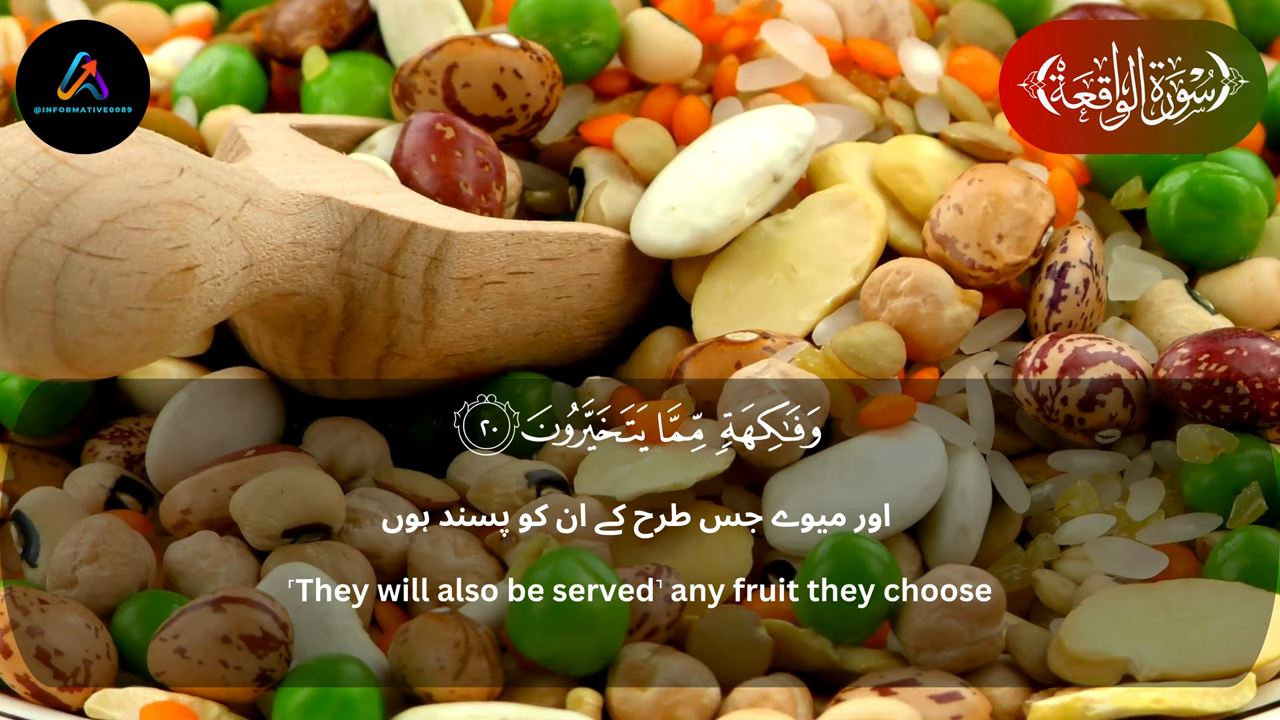 @INFORMATIVE0089
سُورَةُ الْوَاقِعَةِ
وَفَـٰكِهَةٍ مِّمَّا يَتَخَيَّرُونَ ٢٠
اور میوے جس طرح کے ان کو پسند ہوں
⸢They will also be served⸣ any fruit they choose